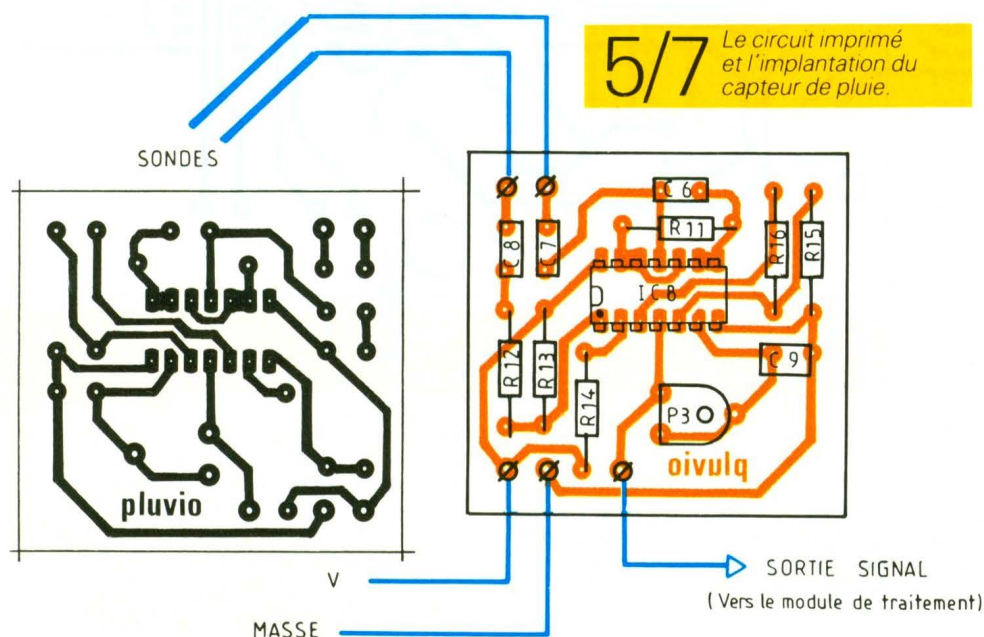 5/7
Le circuit imprimé
et l'implantation du
capteur de pluie.
SONDES
pluvio
C8
C7
C6
R11
R16
R15
IC8
R12
R13
R14
C9
P3
pluvio
V
MASSE
SORTIE SIGNAL
(Vers le module de traitement)